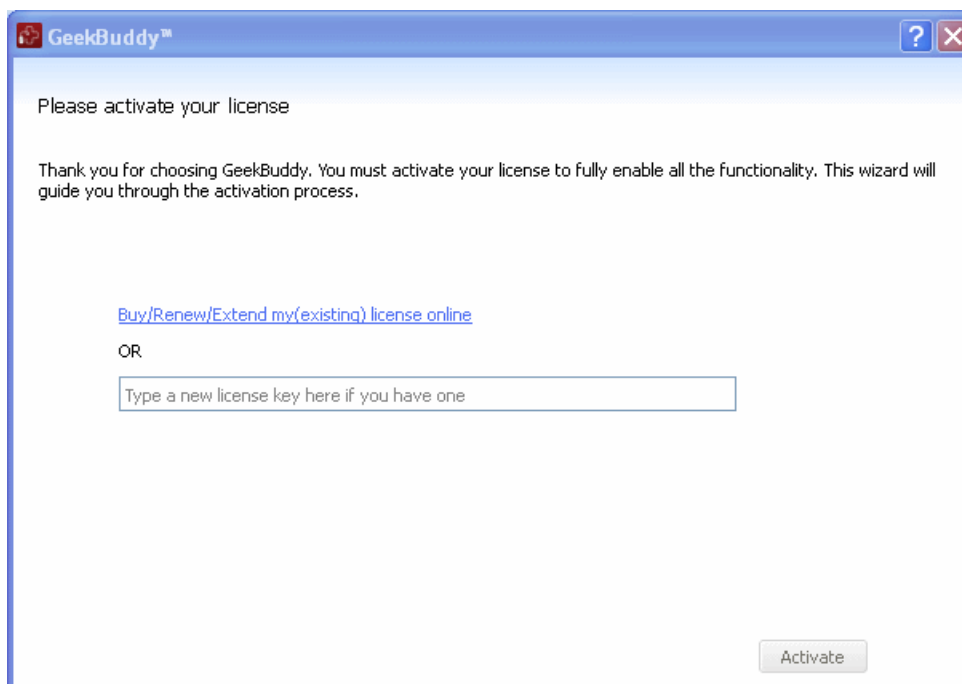 GeekBuddy™
?
Please activate your license
Thank you for choosing GeekBuddy. You must activate your license to fully enable all the functionality. This wizard will
guide you through the activation process.
Buy/Renew/Extend my(existing) license online
OR
Type a new license key here if you have one
Activate